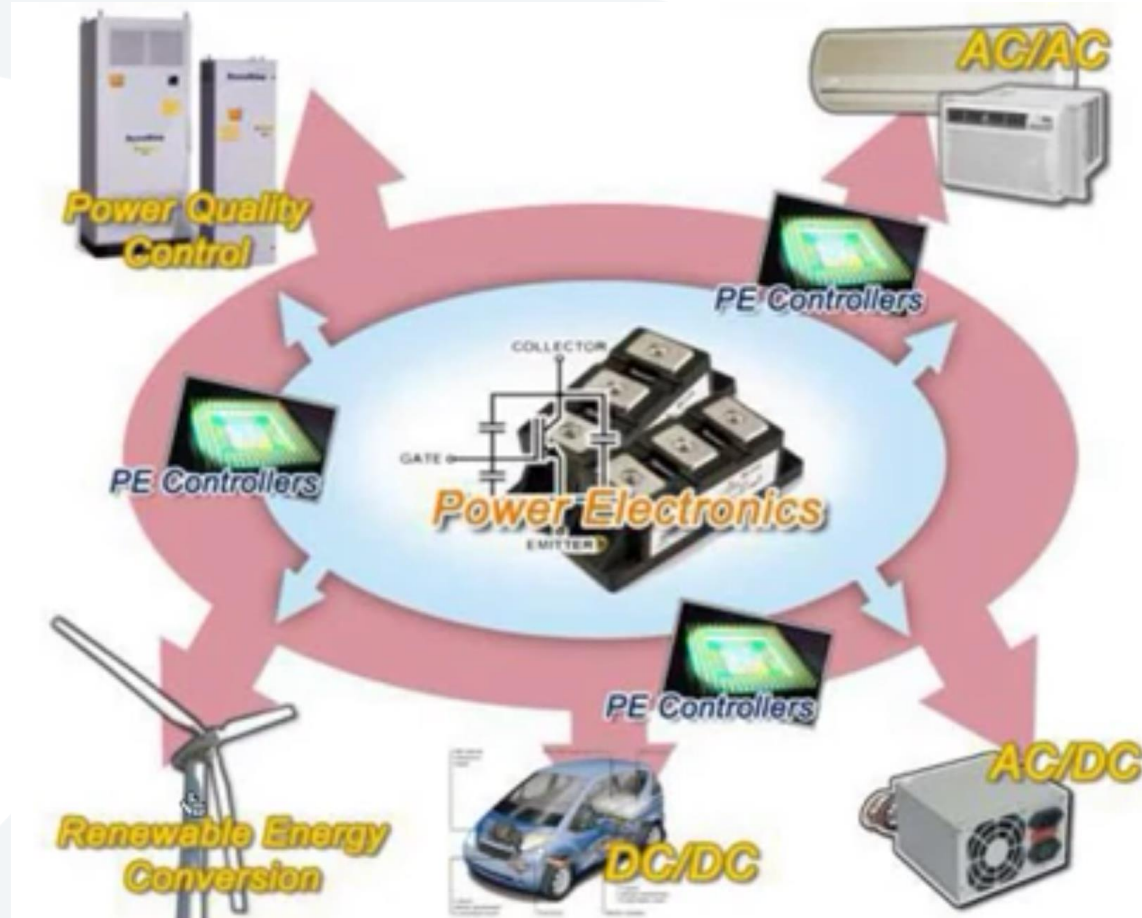 AC/AC
Power Quality
Control
PE Controllers
COLLECTOR
GATE
PE Controllers
Power Electronics
EMITTER
PE Controllers
AC/DC
Renewable Energy
Conversion
DC/DC